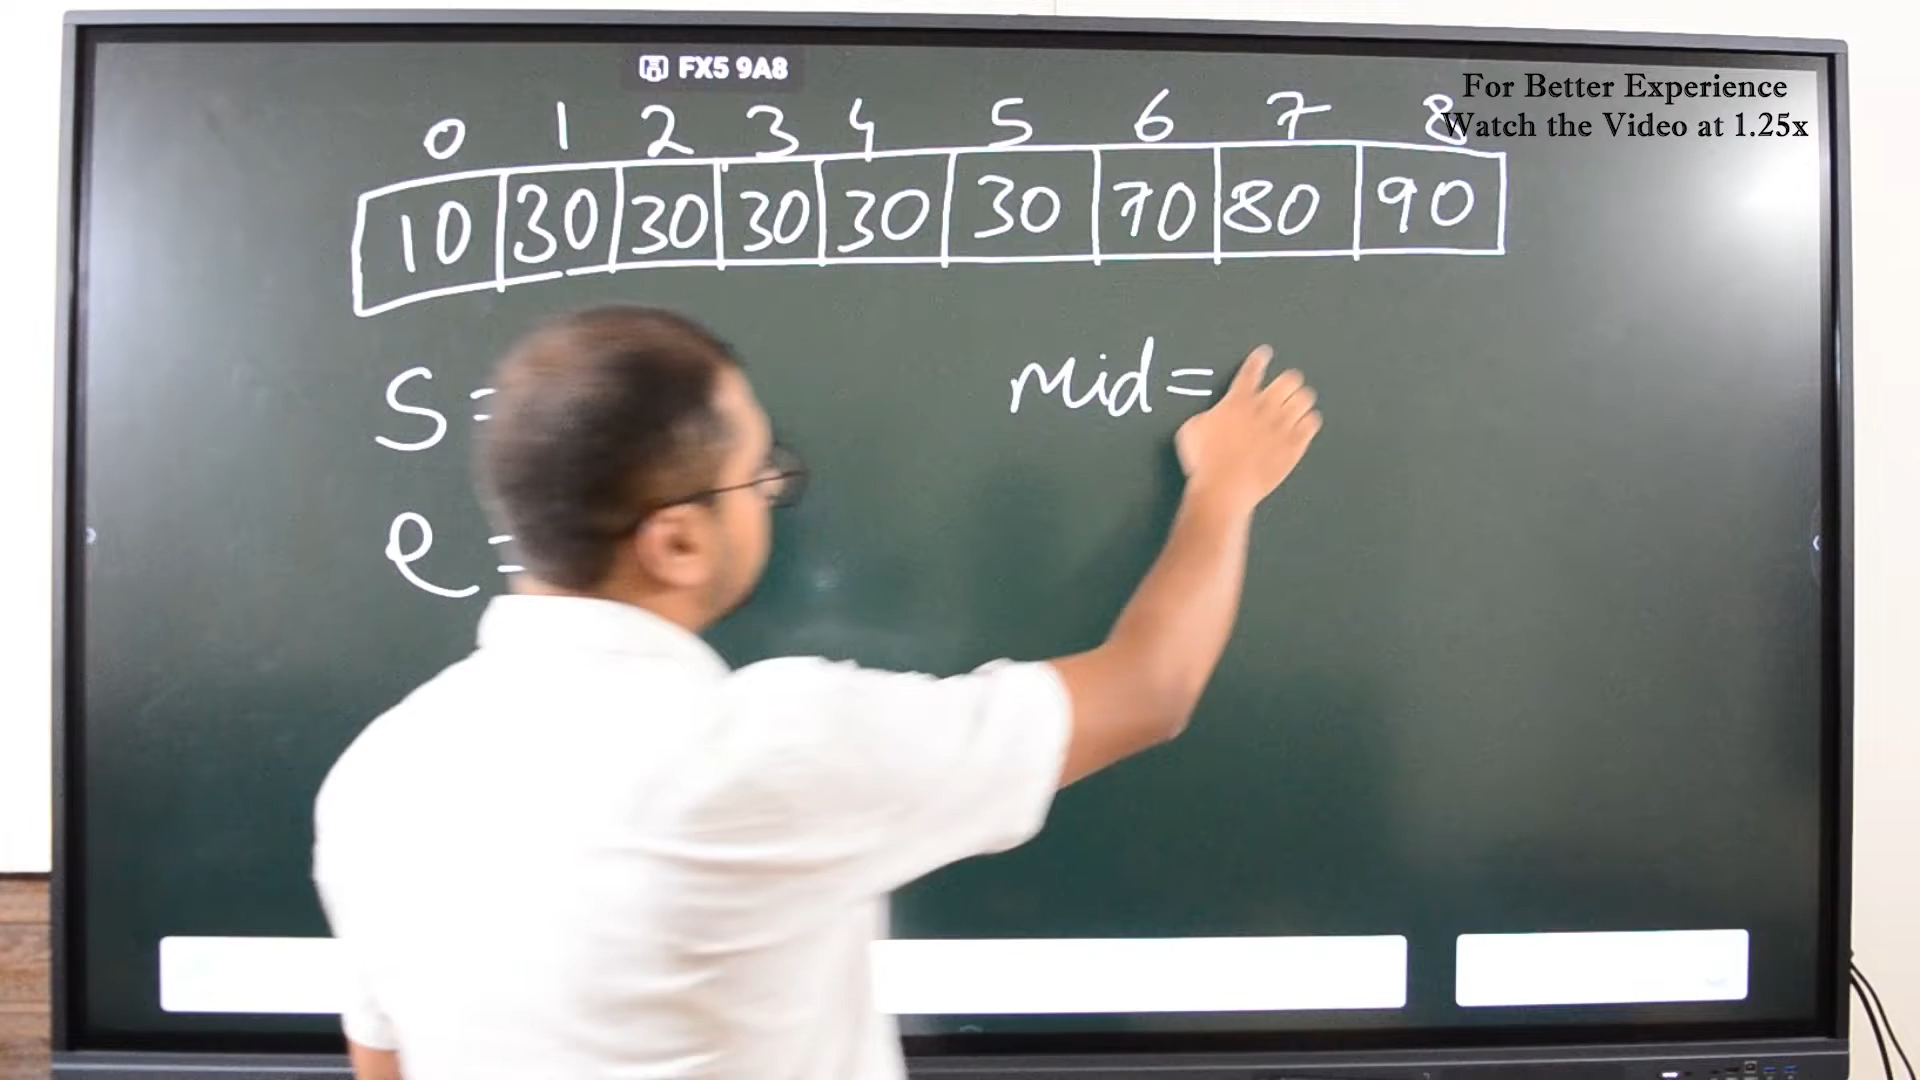 FX5 9A8
For Better Experience
Watch the Video at 1.25x
0 1 2 3 4 5 6 7 8
10 30 30 30 30 30 70 80 90
S =
mid =
e =